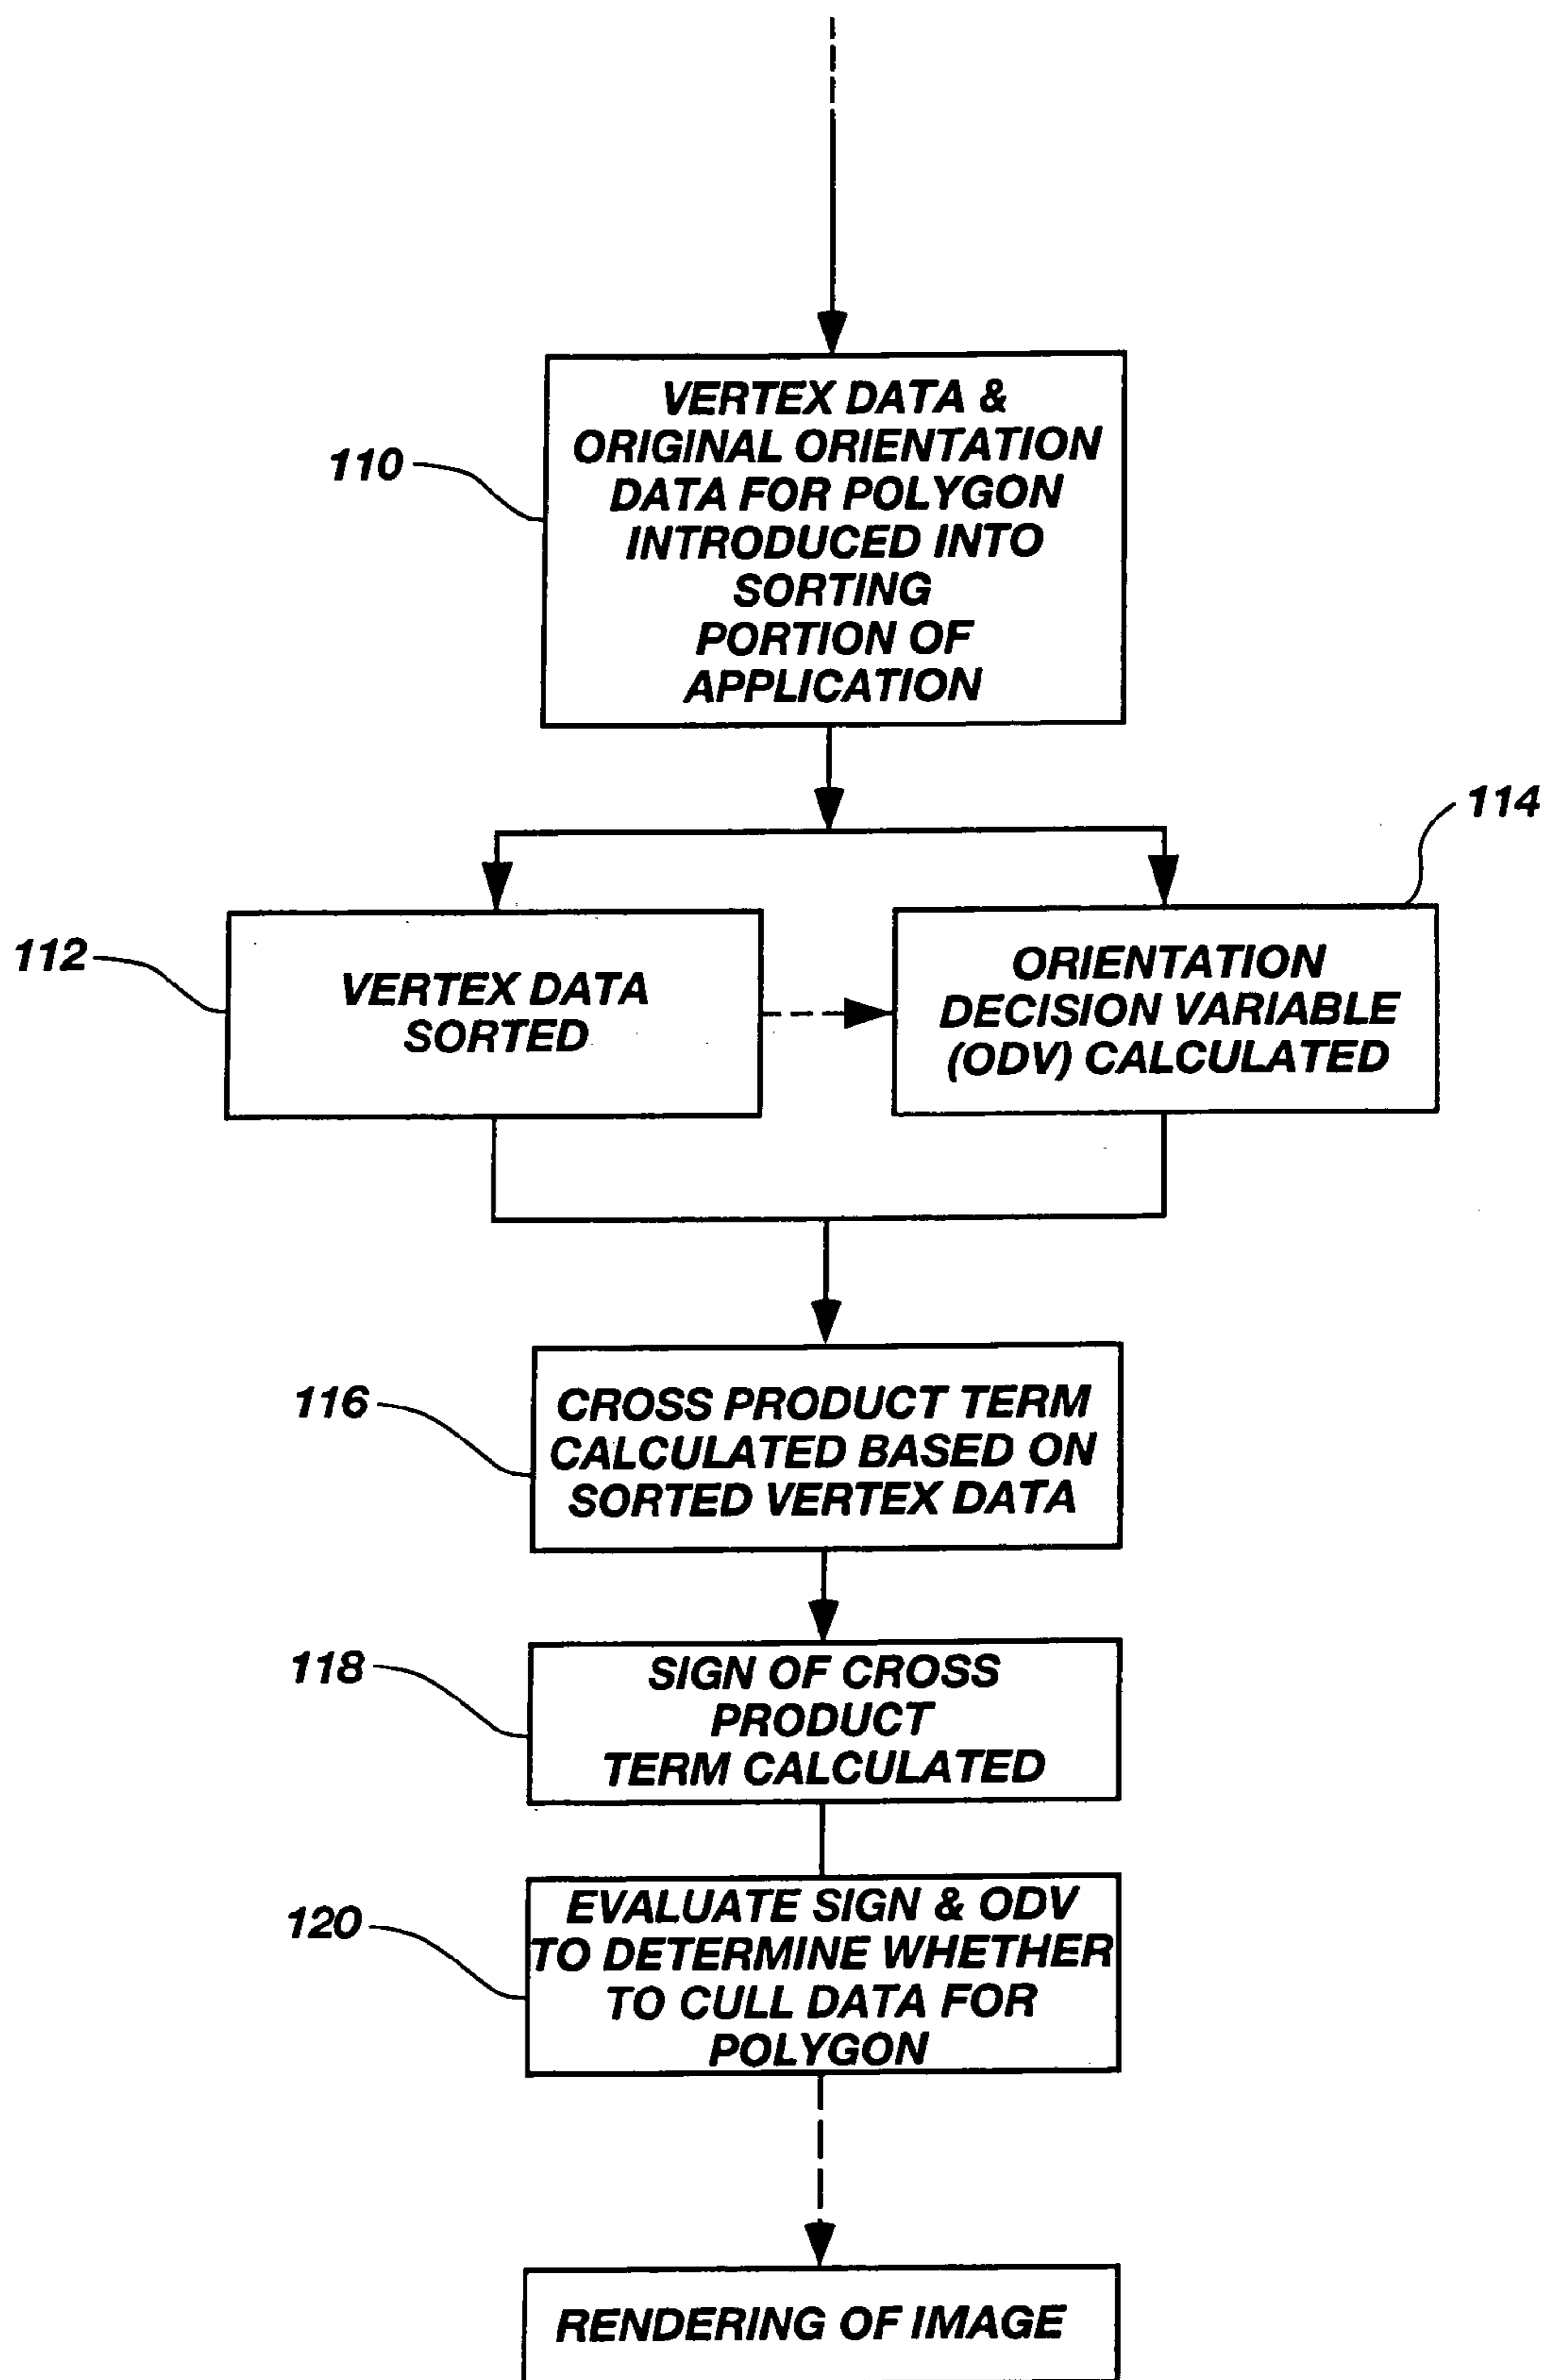 110
VERTEX DATA &
ORIGINAL ORIENTATION
DATA FOR POLYGON
INTRODUCED INTO
SORTING
PORTION OF
APPLICATION
112
VERTEX DATA
SORTED
114
ORIENTATION
DECISION VARIABLE
(ODV) CALCULATED
116
CROSS PRODUCT TERM
CALCULATED BASED ON
SORTED VERTEX DATA
118
SIGN OF CROSS
PRODUCT
TERM CALCULATED
120
EVALUATE SIGN & ODV
TO DETERMINE WHETHER
TO CULL DATA FOR
POLYGON
RENDERING OF IMAGE